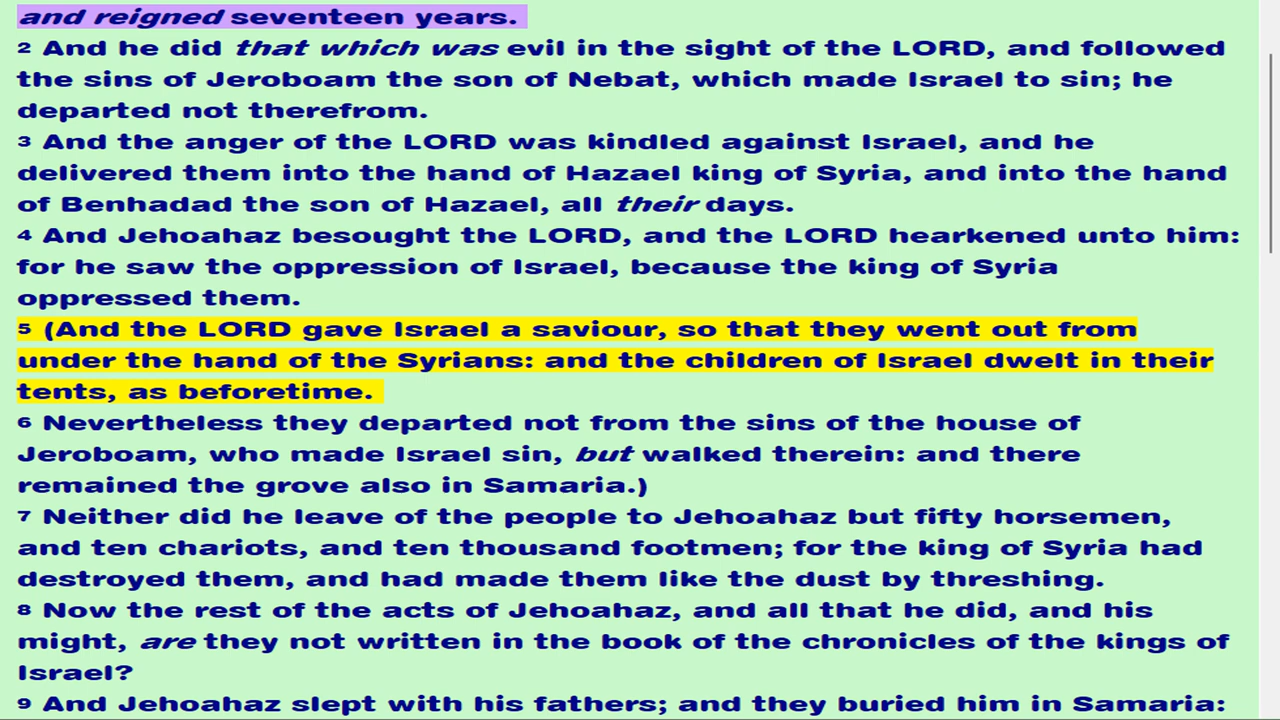 and reigned seventeen years.
2 And he did that which was evil in the sight of the LORD, and followed
the sins of Jeroboam the son of Nebat, which made Israel to sin; he
departed not therefrom.
3 And the anger of the LORD was kindled against Israel, and he
delivered them into the hand of Hazael king of Syria, and into the hand
of Benhadad the son of Hazael, all their days.
4 And Jehoahaz besought the LORD, and the LORD hearkened unto him:
for he saw the oppression of Israel, because the king of Syria
oppressed them.
5 (And the LORD gave Israel a saviour, so that they went out from
under the hand of the Syrians: and the children of Israel dwelt in their
tents, as beforetime.
6 Nevertheless they departed not from the sins of the house of
Jeroboam, who made Israel sin, but walked therein: and there
remained the grove also in Samaria.)
7 Neither did he leave of the people to Jehoahaz but fifty horsemen,
and ten chariots, and ten thousand footmen; for the king of Syria had
destroyed them, and had made them like the dust by threshing.
8 Now the rest of the acts of Jehoahaz, and all that he did, and his
might, are they not written in the book of the chronicles of the kings of
Israel?
9 And Jehoahaz slept with his fathers; and they buried him in Samaria: